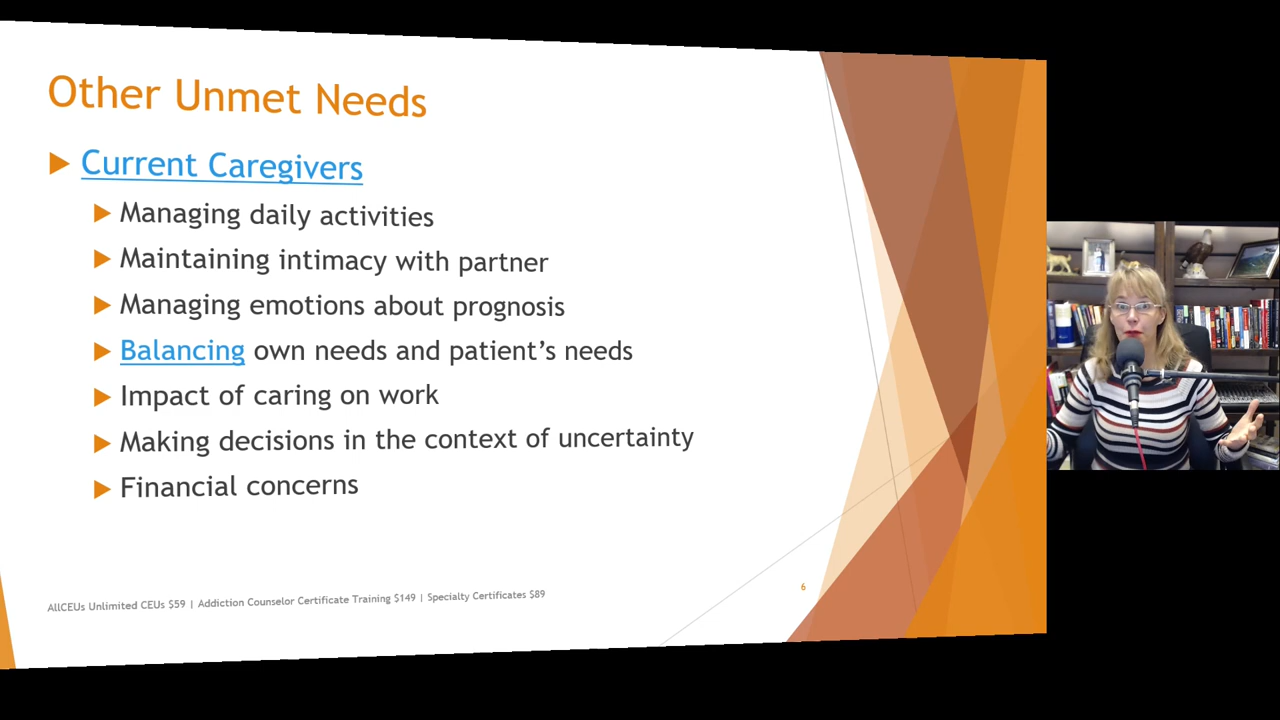 Other Unmet Needs
Current Caregivers
Managing daily activities
Maintaining intimacy with partner
Managing emotions about prognosis
Balancing own needs and patient's needs
Impact of caring on work
Making decisions in the context of uncertainty
Financial concerns
AllCEUs Unlimited CEUs $59 | Addiction Counselor Certificate Training $149 | Specialty Certificates $89
6